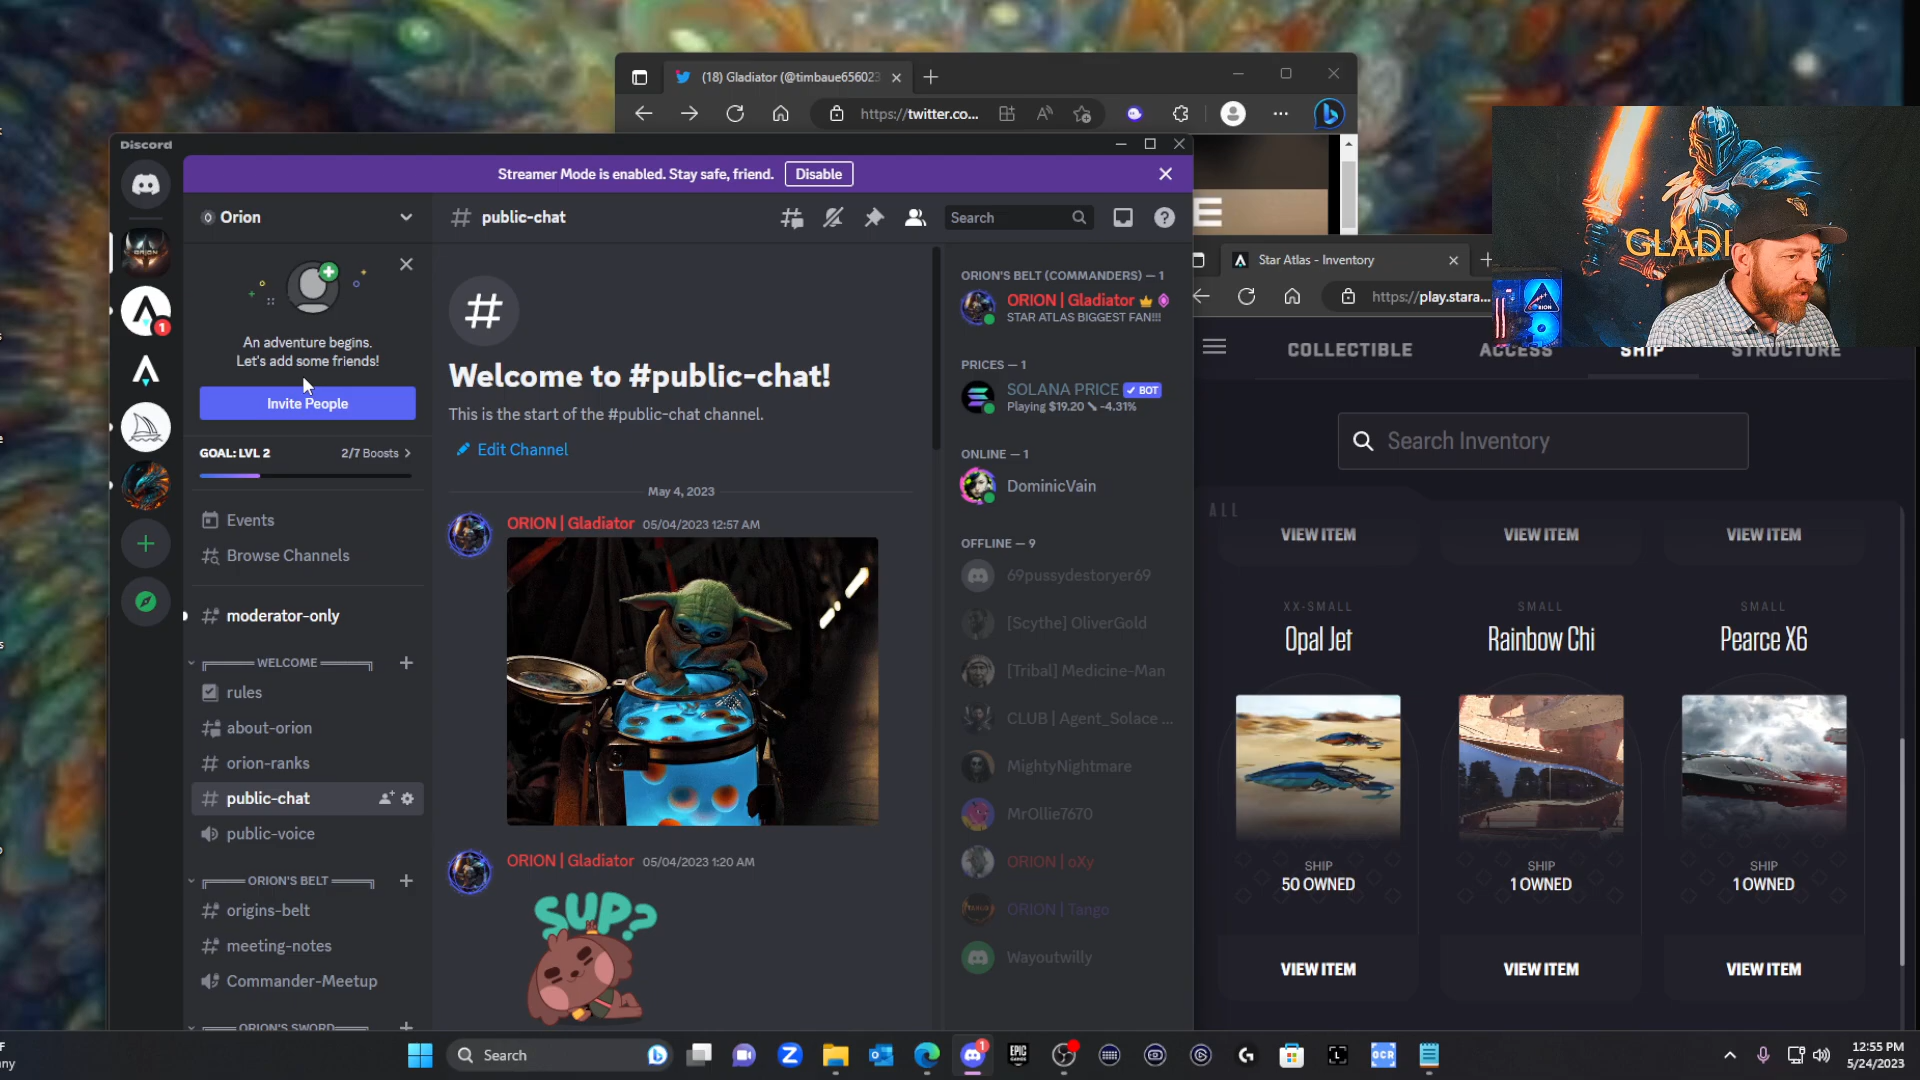 (18) Gladiator (@timbaue656023
https://twitter.co...
Discord
Streamer Mode is enabled. Stay safe, friend.
Disable
Orion
An adventure begins.
Let's add some friends!
Invite People
GOAL: LVL 2
2/7 Boosts
Events
Browse Channels
moderator-only
WELCOME
rules
about-orion
orion-ranks
public-chat
public-voice
ORION'S BELT
origins-belt
meeting-notes
Commander-Meetup
ORION'S SWORD
public-chat
Search
Welcome to #public-chat!
This is the start of the #public-chat channel.
Edit Channel
May 4, 2023
ORION | Gladiator 05/04/2023 12:57 AM
ORION | Gladiator 05/04/2023 1:20 AM
SUP?
ORION'S BELT (COMMANDERS) — 1
ORION | Gladiator
STAR ATLAS BIGGEST FAN!!!
PRICES — 1
SOLANA PRICE BOT
Playing $19.20 -4.31%
ONLINE — 1
DominicVain
OFFLINE — 9
69pussydestoryer69
[Scythe] OliverGold
[Tribal] Medicine-Man
CLUB | Agent_Solace ...
MightyNightmare
MrOllie7670
ORION | oXy
ORION | Tango
Wayoutwilly
E
Star Atlas - Inventory
https://play.stara...
GLADI
COLLECTIBLE
ACCESS
SHIP
STRUCTURE
Search Inventory
ALL
VIEW ITEM
VIEW ITEM
VIEW ITEM
XX-SMALL
Opal Jet
SHIP
50 OWNED
VIEW ITEM
SMALL
Rainbow Chi
SHIP
1 OWNED
VIEW ITEM
SMALL
Pearce X6
SHIP
1 OWNED
VIEW ITEM
Search
12:55 PM
5/24/2023